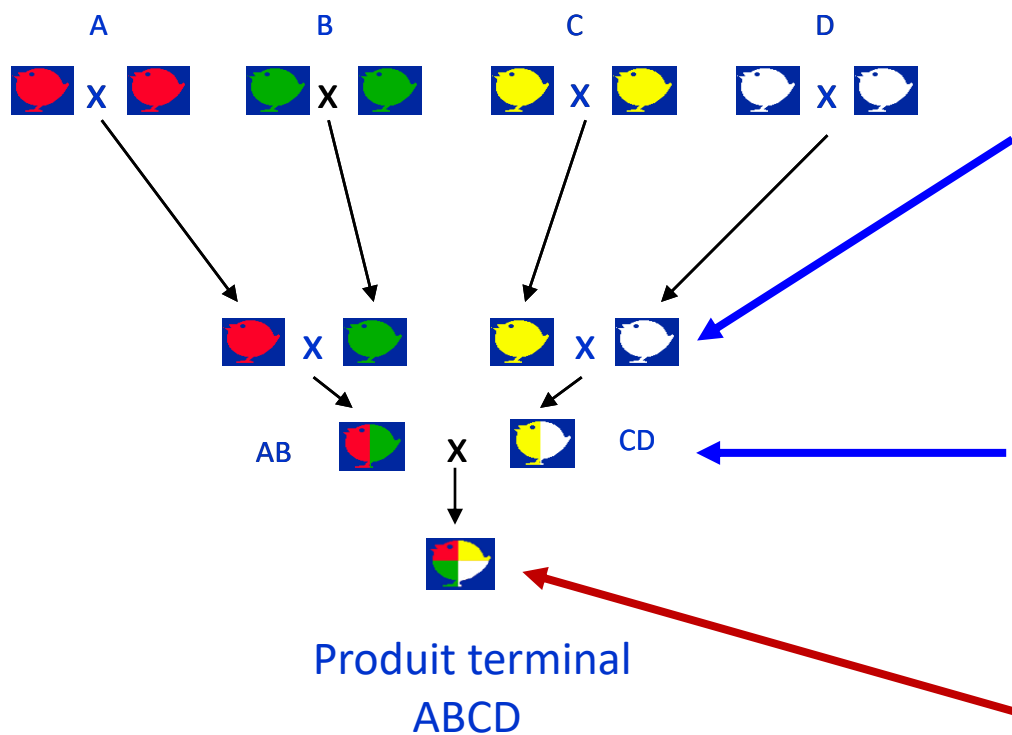 A B C D
X X X X
X X
AB X CD
Produit terminal
ABCD